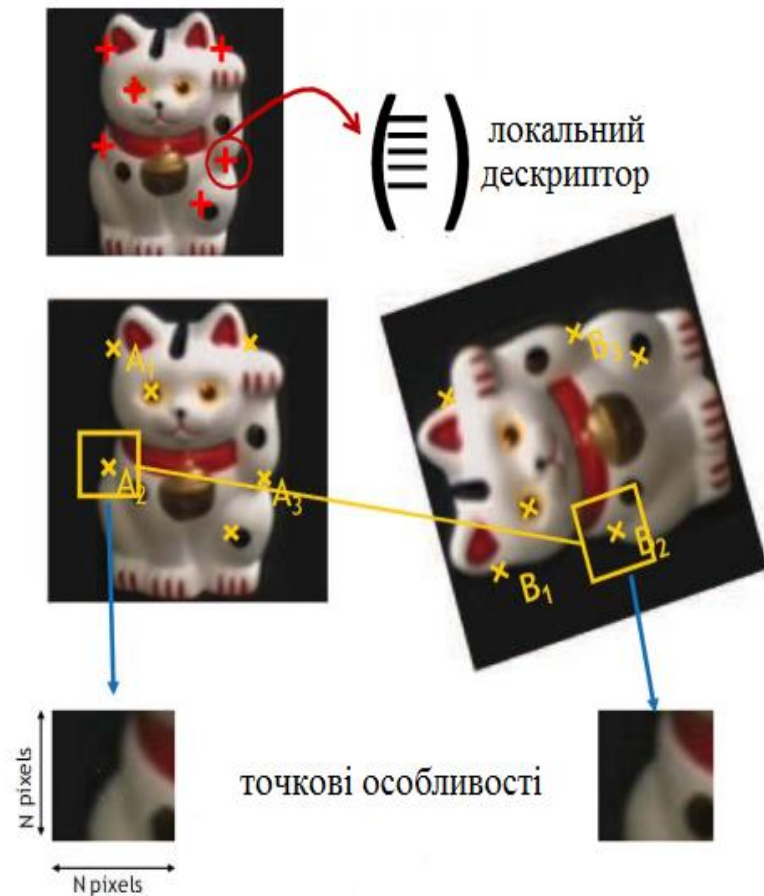 локальний
дескриптор
A₁
A₂
A₃
B₃
B₂
B₁
N pixels
точкові особливості
N pixels